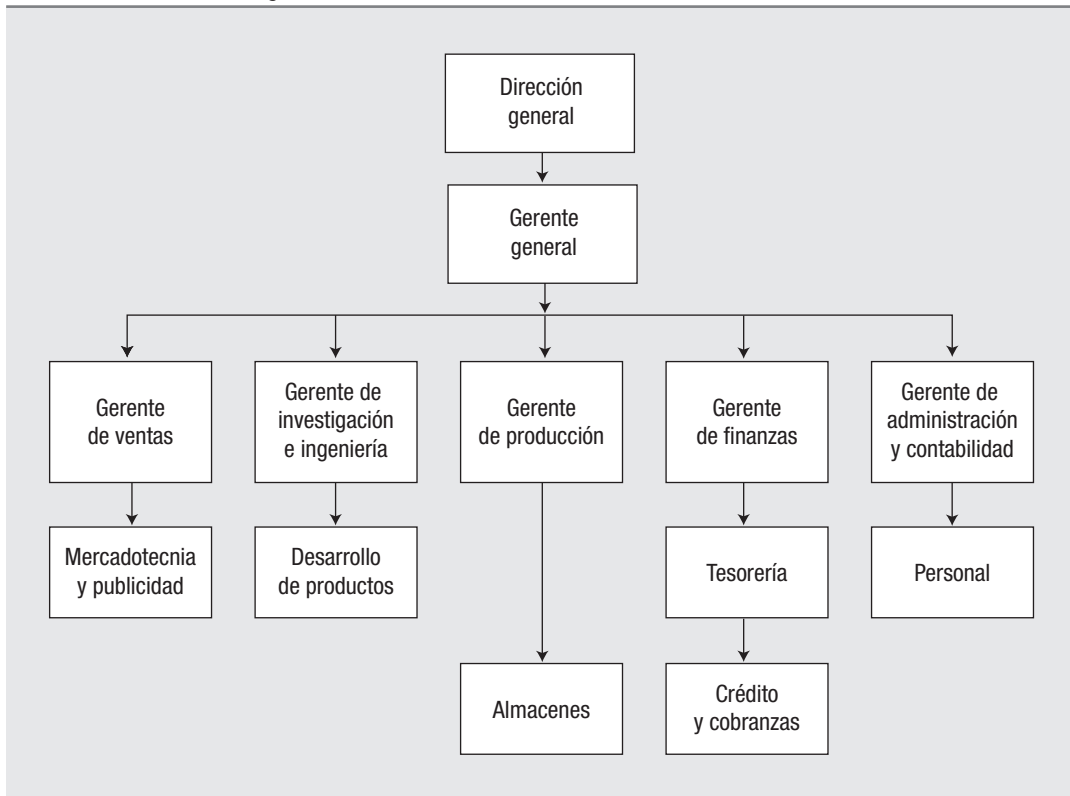 Dirección
general
Gerente
general
Gerente
de ventas
Gerente de
investigación
e ingeniería
Gerente
de producción
Gerente
de finanzas
Gerente de
administración
y contabilidad
Mercadotecnia
y publicidad
Desarrollo
de productos
Tesorería
Personal
Almacenes
Crédito
y cobranzas